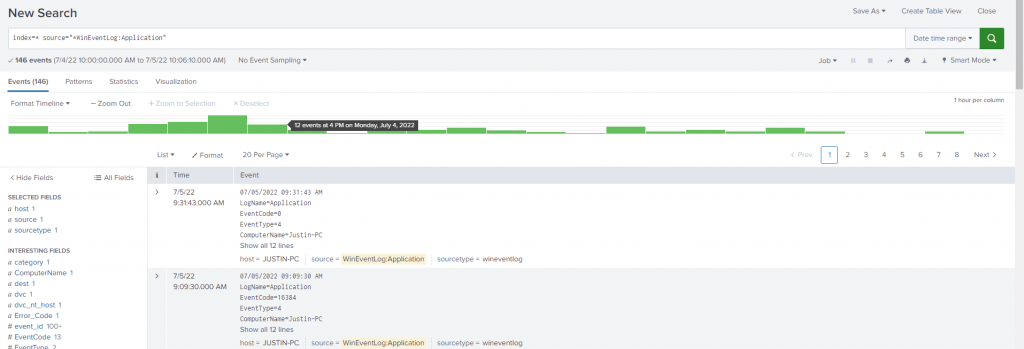 New Search
Save As ▾ Create Table View Close
index=* source="*WinEventLog:Application"
Date time range ▾
✓ 146 events (7/4/22 10:00:00.000 AM to 7/5/22 10:06:10.000 AM) No Event Sampling ▾
Job ▾ Smart Mode ▾
Events (146) Patterns Statistics Visualization
Format Timeline ▾ — Zoom Out + Zoom to Selection × Deselect
1 hour per column
12 events at 4 PM on Monday, July 4, 2022
List ▾ Format 20 Per Page ▾
< Prev 1 2 3 4 5 6 7 8 Next >
< Hide Fields All Fields
i Time Event
SELECTED FIELDS
a host 1
a source 1
a sourcetype 1
INTERESTING FIELDS
a category 1
a ComputerName 1
a dest 1
a dvc 1
a dvc_nt_host 1
a Error_Code 1
# event_id 100+
# EventCode 13
# EventType 2
> 7/5/22
9:31:43.000 AM
07/05/2022 09:31:43 AM
LogName=Application
EventCode=0
EventType=4
ComputerName=Justin-PC
Show all 12 lines
host = JUSTIN-PC source = WinEventLog:Application sourcetype = wineventlog
> 7/5/22
9:09:30.000 AM
07/05/2022 09:09:30 AM
LogName=Application
EventCode=16384
EventType=4
ComputerName=Justin-PC
Show all 12 lines
host = JUSTIN-PC source = WinEventLog:Application sourcetype = wineventlog